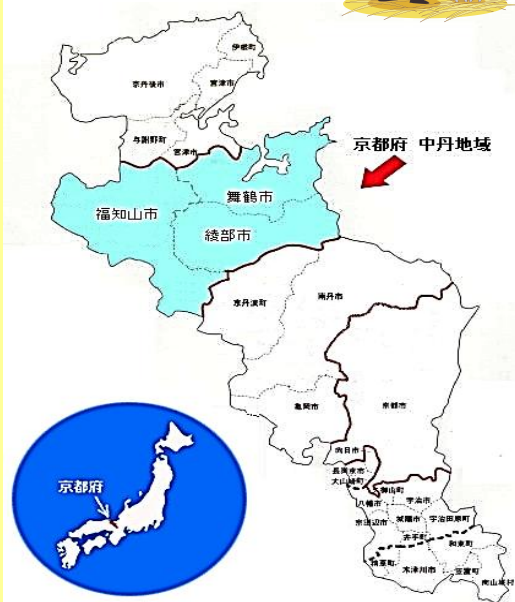 伊根町
京丹後市
宮津市
与謝野町
宮津市
京都府 中丹地域
舞鶴市
福知山市
綾部市
京丹波町
南丹市
亀岡市
京都市
向日市
長岡京市
大山崎町
八幡市
宇治市
京田辺市
城陽市
宇治田原町
井手町
和束町
精華町
木津川市
笠置町
南山城村
京都府